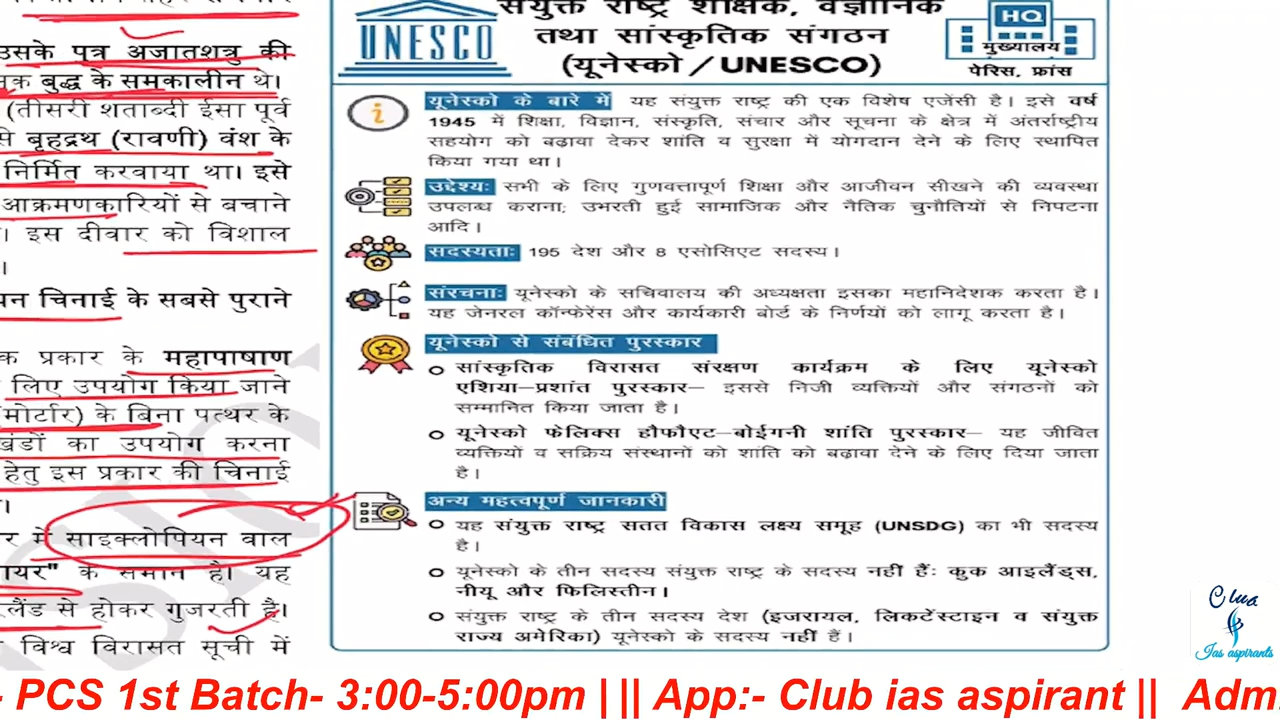 उसके पुत्र अजातशत्रु की
बुद्ध के समकालीन थे।
(तीसरी शताब्दी ईसा पूर्व
से बृहद्रथ (रावणी) वंश के
निर्मित करवाया था। इसे
आक्रमणकारियों से बचाने
। इस दीवार को विशाल
।
चिनाई के सबसे पुराने
प्रकार के महापाषाण
लिए उपयोग किया जाने
(मोर्टार) के बिना पत्थर के
खंडों का उपयोग करना
हेतु इस प्रकार की चिनाई
।
में साइक्लोपियन वाल
के समान है। यह
से होकर गुजरती है।
विश्व विरासत सूची में
UNESCO
संयुक्त राष्ट्र शैक्षिक, वैज्ञानिक
तथा सांस्कृतिक संगठन
(यूनेस्को/UNESCO)
HQ
मुख्यालय
पेरिस, फ्रांस
यूनेस्को के बारे में यह संयुक्त राष्ट्र की एक विशेष एजेंसी है। इसे वर्ष
1945 में शिक्षा, विज्ञान, संस्कृति, संचार और सूचना के क्षेत्र में अंतर्राष्ट्रीय
सहयोग को बढ़ावा देकर शांति व सुरक्षा में योगदान देने के लिए स्थापित
किया गया था।
उद्देश्यः सभी के लिए गुणवत्तापूर्ण शिक्षा और आजीवन सीखने की व्यवस्था
उपलब्ध कराना; उभरती हुई सामाजिक और नैतिक चुनौतियों से निपटना
आदि।
सदस्यताः 195 देश और 8 एसोसिएट सदस्य।
संरचनाः यूनेस्को के सचिवालय की अध्यक्षता इसका महानिदेशक करता है।
यह जेनरल कॉन्फेरेंस और कार्यकारी बोर्ड के निर्णयों को लागू करता है।
यूनेस्को से संबंधित पुरस्कार
सांस्कृतिक विरासत संरक्षण कार्यक्रम के लिए यूनेस्को
एशिया–प्रशांत पुरस्कार– इससे निजी व्यक्तियों और संगठनों को
सम्मानित किया जाता है।
यूनेस्को फेलिक्स हौफौएट–बोईगनी शांति पुरस्कार– यह जीवित
व्यक्तियों व सक्रिय संस्थानों को शांति को बढ़ावा देने के लिए दिया जाता
है।
अन्य महत्वपूर्ण जानकारी
यह संयुक्त राष्ट्र सतत विकास लक्ष्य समूह (UNSDG) का भी सदस्य
है।
यूनेस्को के तीन सदस्य संयुक्त राष्ट्र के सदस्य नहीं हैंः कुक आइलैंड्स,
नीयू और फिलिस्तीन।
संयुक्त राष्ट्र के तीन सदस्य देश (इजरायल, लिकटेंस्टाइन व संयुक्त
राज्य अमेरिका) यूनेस्को के सदस्य नहीं हैं।
Club
Ias aspirants
- PCS 1st Batch- 3:00-5:00pm | || App:- Club ias aspirant || Adm.